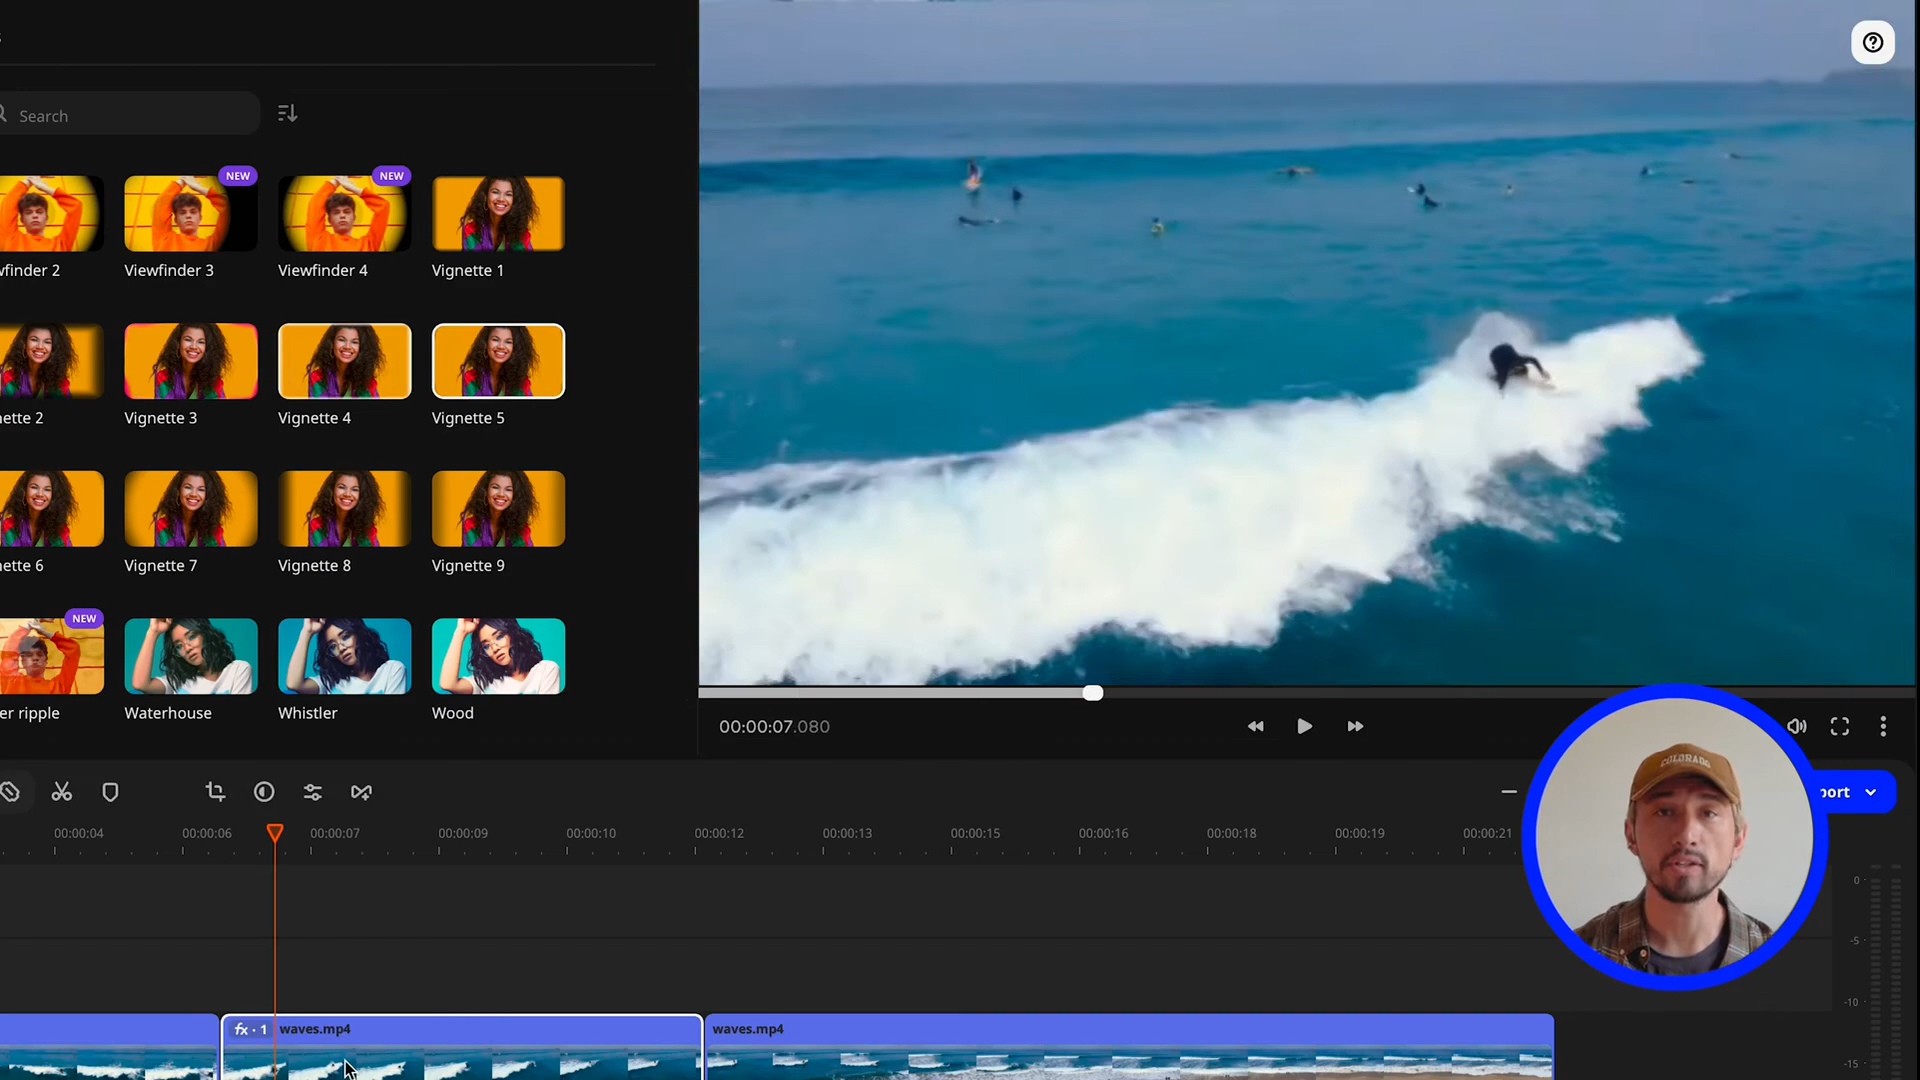 Search
NEW
NEW
wfinder 2
Viewfinder 3
Viewfinder 4
Vignette 1
ette 2
Vignette 3
Vignette 4
Vignette 5
ette 6
Vignette 7
Vignette 8
Vignette 9
NEW
er ripple
Waterhouse
Whistler
Wood
00:00:07.080
port
COLORADO
00:00:04
00:00:06
00:00:07
00:00:09
00:00:10
00:00:12
00:00:13
00:00:15
00:00:16
00:00:18
00:00:19
00:00:21
0
-5
-10
-15
fx · 1 waves.mp4
waves.mp4